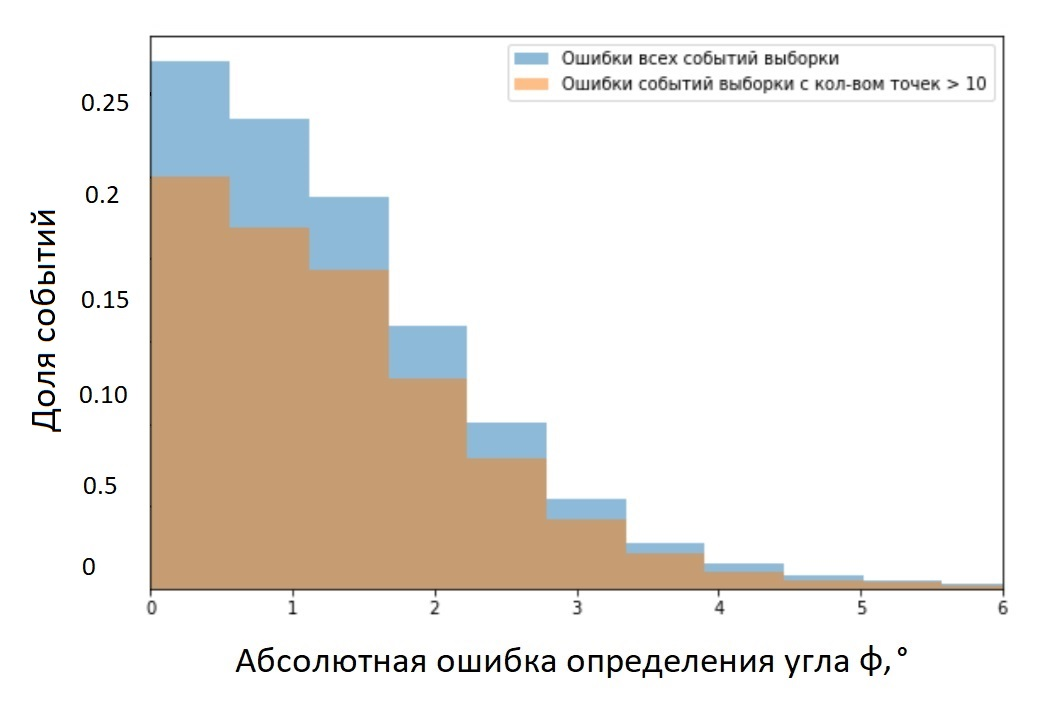 Ошибки всех событий выборки
Ошибки событий выборки с кол-вом точек > 10
Доля событий
0.25
0.2
0.15
0.10
0.5
0
0 1 2 3 4 5 6
Абсолютная ошибка определения угла ф,°